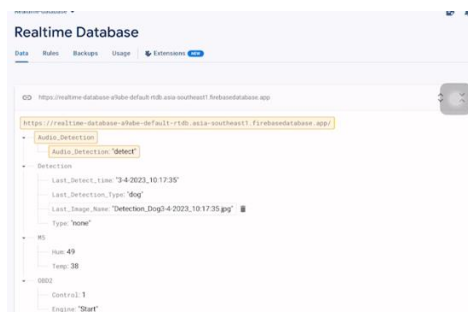 Realtime Database
Data Rules Backups Usage Extensions NEW
https://realtime-database-a9abe-default-rtdb.asia-southeast1.firebasedatabase.app
https://realtime-database-a9abe-default-rtdb.asia-southeast1.firebasedatabase.app/
Audio_Detection
Audio_Detection: "detect"
Detection
Last_Detect_time: "3-4-2023_10:17:35"
Last_Detection_Type: "dog"
Last_Image_Name: "Detection_Dog3-4-2023_10:17:35.jpg"
Type: "none"
MS
Hum: 49
Temp: 38
OBD2
Control: 1
Engine: "Start"